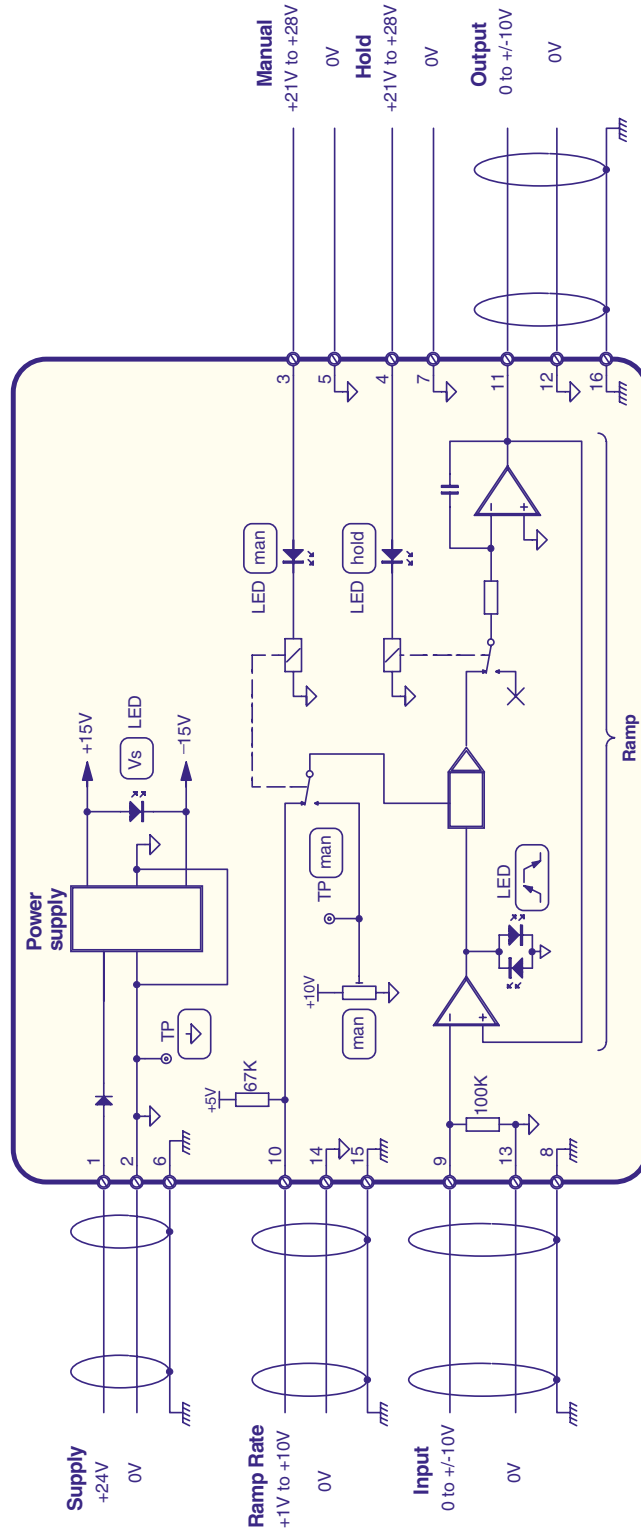 Supply
+24V
0V
Ramp Rate
+1V to +10V
0V
Input
0 to +/-10V
0V
1
2
6
10
14
15
9
13
8
Power
supply
TP
+15V
Vs LED
–15V
+5V
67K
+10V
man
TP man
100K
LED
LED man
LED hold
Ramp
3
5
4
7
11
12
16
Manual
+21V to +28V
0V
Hold
+21V to +28V
0V
Output
0 to +/-10V
0V